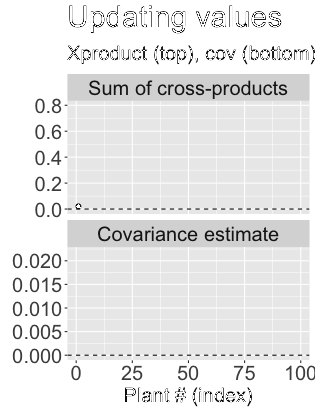 Updating values
Xproduct (top), cov (bottom)
Sum of cross-products
0.8
0.6
0.4
0.2
0.0
Covariance estimate
0.020
0.015
0.010
0.005
0.000
0 25 50 75 100
Plant # (index)